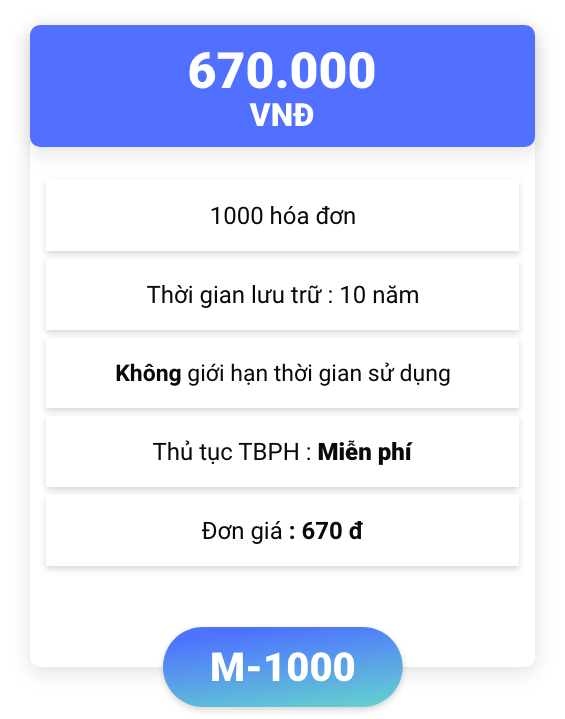 670.000
VNĐ
1000 hóa đơn
Thời gian lưu trữ : 10 năm
Không giới hạn thời gian sử dụng
Thủ tục TBPH : Miễn phí
Đơn giá : 670 đ
M-1000